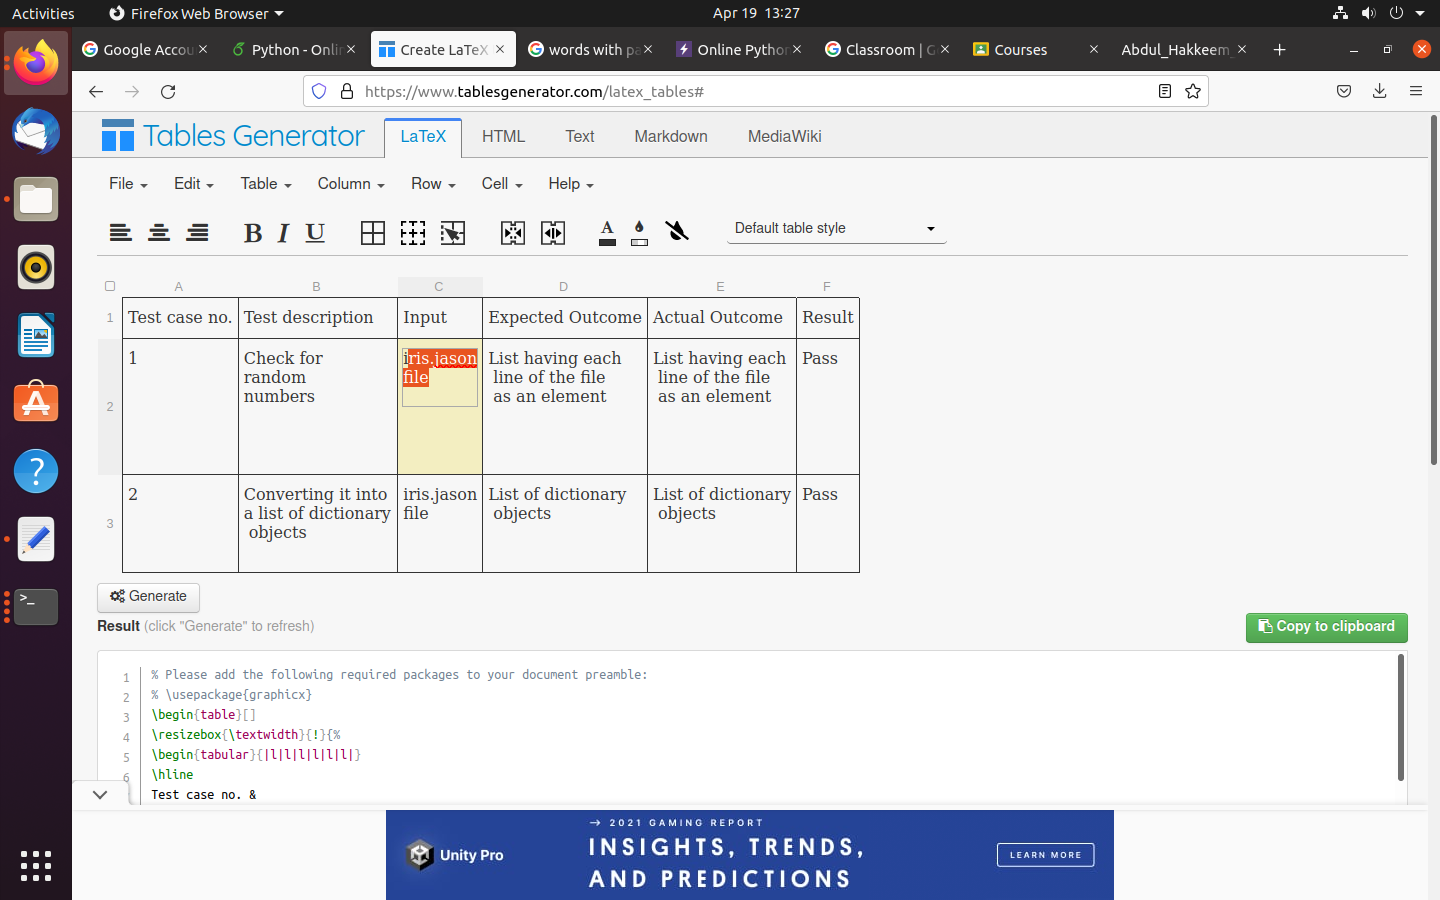 Activities
Firefox Web Browser
Apr 19 13:27
Google Accou
Python - Onlin
Create LaTeX
words with pa
Online Python
Classroom | G
Courses
Abdul_Hakkeem_
https://www.tablesgenerator.com/latex_tables#
Tables Generator
LaTeX
HTML
Text
Markdown
MediaWiki
File
Edit
Table
Column
Row
Cell
Help
B I U
A
Default table style
A B C D E F
1
Test case no.
Test description
Input
Expected Outcome
Actual Outcome
Result
2
1
Check for
random
numbers
iris.jason
file
List having each
line of the file
as an element
List having each
line of the file
as an element
Pass
3
2
Converting it into
a list of dictionary
objects
iris.jason
file
List of dictionary
objects
List of dictionary
objects
Pass
Generate
Result (click "Generate" to refresh)
Copy to clipboard
1 % Please add the following required packages to your document preamble:
2 % \usepackage{graphicx}
3 \begin{table}[]
4 \resizebox{\textwidth}{!}{%
5 \begin{tabular}{|l|l|l|l|l|l|}
6 \hline
Test case no. &
Unity Pro
→ 2021 GAMING REPORT
INSIGHTS, TRENDS,
AND PREDICTIONS
LEARN MORE